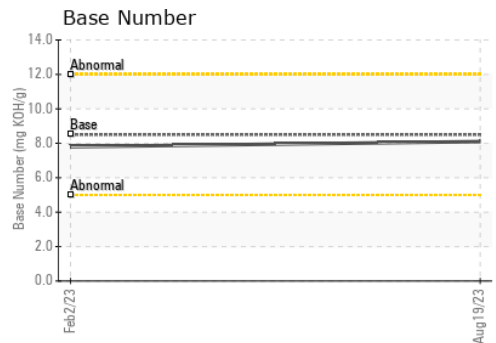 Base Number
14.0
Abnormal
12.0
10.0
Base
8.0
6.0
Abnormal
4.0
2.0
0.0
Base Number (mg KOH/g)
Feb2/23
Aug19/23